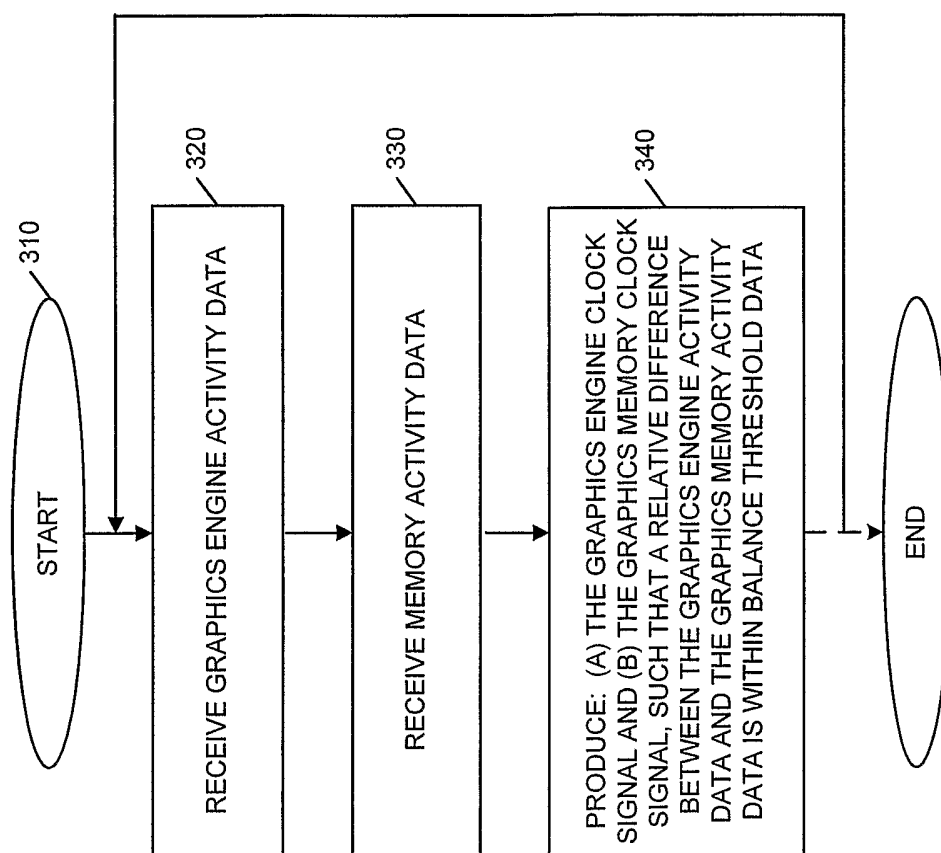 310
START
320
RECEIVE GRAPHICS ENGINE ACTIVITY DATA
330
RECEIVE MEMORY ACTIVITY DATA
340
PRODUCE: (A) THE GRAPHICS ENGINE CLOCK
SIGNAL AND (B) THE GRAPHICS MEMORY CLOCK
SIGNAL, SUCH THAT A RELATIVE DIFFERENCE
BETWEEN THE GRAPHICS ENGINE ACTIVITY
DATA AND THE GRAPHICS MEMORY ACTIVITY
DATA IS WITHIN BALANCE THRESHOLD DATA
END